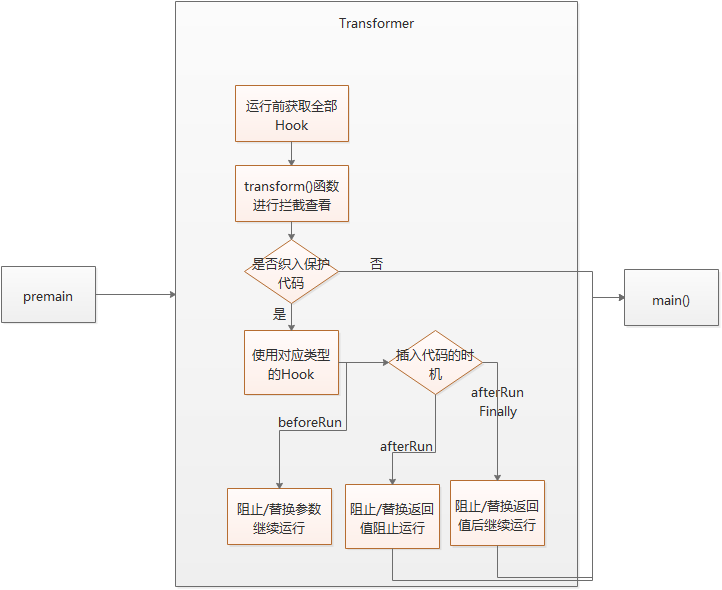 Transformer
运行前获取全部
Hook
transform()函数
进行拦截查看
是否织入保护
代码
否
是
premain
main()
使用对应类型
的Hook
插入代码的时
机
beforeRun
afterRun
afterRun
Finally
阻止/替换参数
继续运行
阻止/替换返回
值阻止运行
阻止/替换返回
值后继续运行